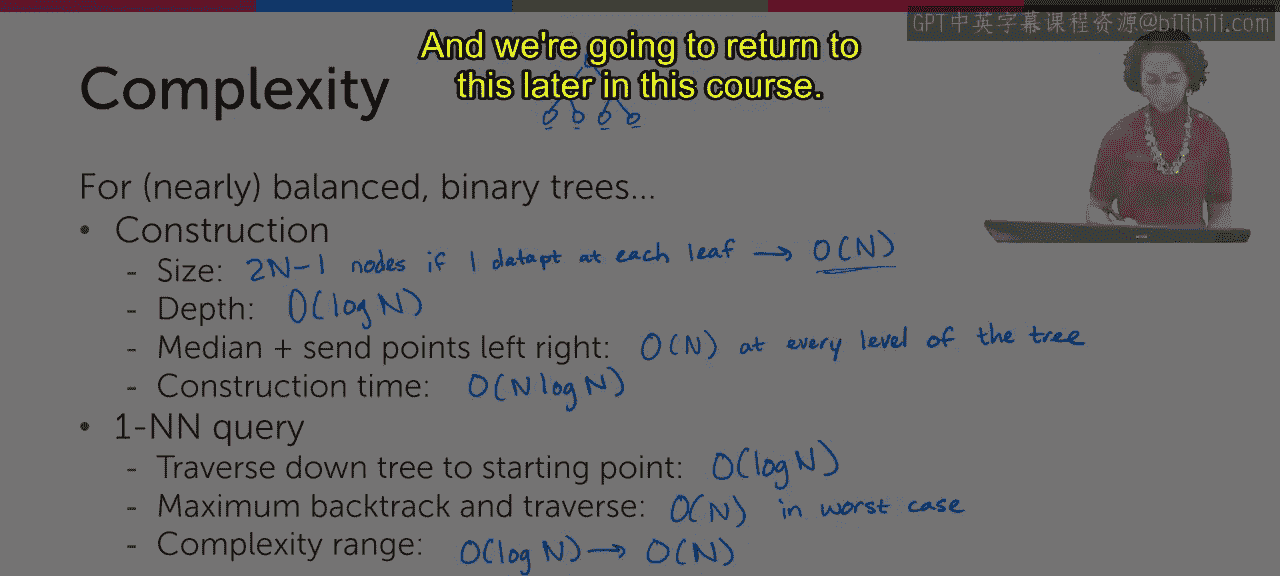 GPT中英字幕课程资源@bilibili.com
And we're going to return to
this later in this course.
Complexity
For (nearly) balanced, binary trees...
• Construction
- Size: 2N-1 nodes if 1 datapt at each leaf → O(N)
- Depth: O(log N)
- Median + send points left right: O(N) at every level of the tree
- Construction time: O(N log N)
• 1-NN query
- Traverse down tree to starting point: O(log N)
- Maximum backtrack and traverse: O(N) in worst case
- Complexity range: O(log N) → O(N)